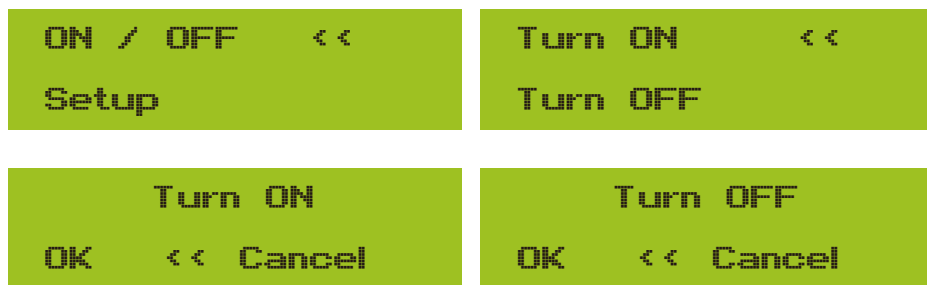 ON / OFF <<
Setup
Turn ON <<
Turn OFF
Turn ON
OK << Cancel
Turn OFF
OK << Cancel